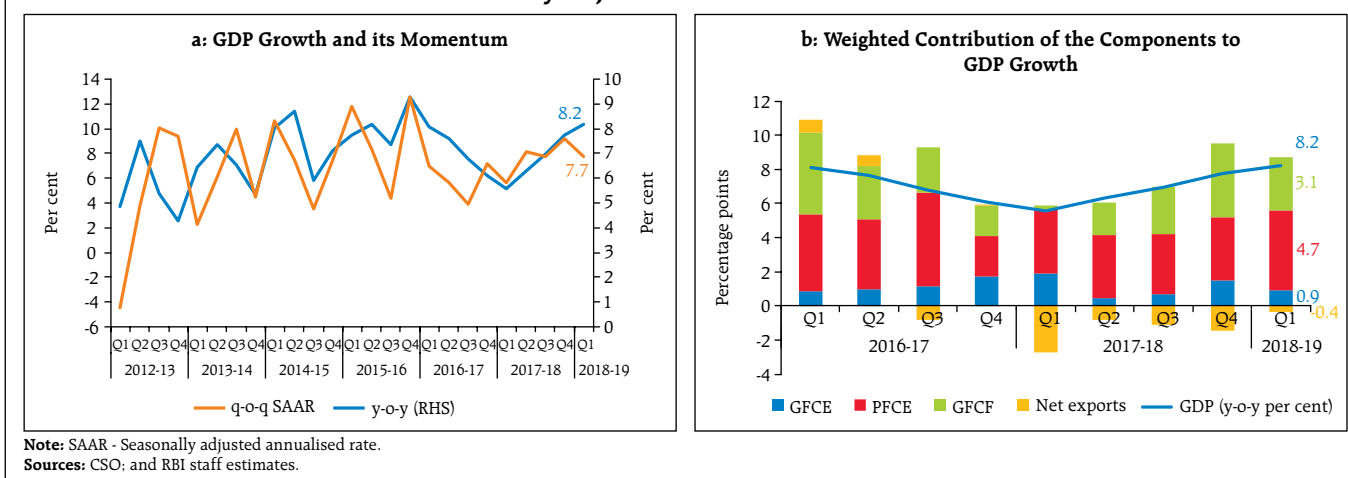 a: GDP Growth and its Momentum
14
12
10
8
6
4
2
0
-2
-4
-6
Per cent
10
9
8
7
6
5
4
3
2
1
0
Per cent
8.2
7.7
Q1 Q2 Q3 Q4 Q1 Q2 Q3 Q4 Q1 Q2 Q3 Q4 Q1 Q2 Q3 Q4 Q1 Q2 Q3 Q4 Q1 Q2 Q3 Q4 Q1
2012-13 2013-14 2014-15 2015-16 2016-17 2017-18 2018-19
q-o-q SAAR y-o-y (RHS)
b: Weighted Contribution of the Components to
GDP Growth
12
10
8
6
4
2
0
-2
-4
Percentage points
8.2
3.1
4.7
0.9
-0.4
Q1 Q2 Q3 Q4 Q1 Q2 Q3 Q4 Q1
2016-17 2017-18 2018-19
GFCE PFCE GFCF Net exports GDP (y-o-y per cent)
Note: SAAR - Seasonally adjusted annualised rate.
Sources: CSO; and RBI staff estimates.